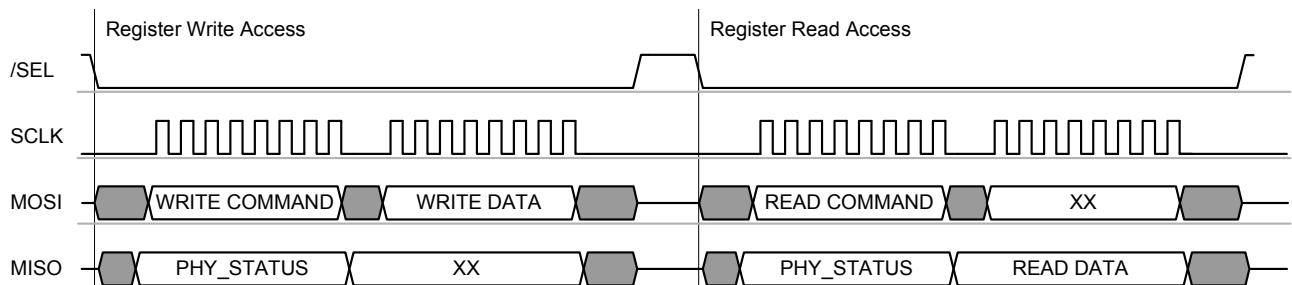 Register Write Access Register Read Access
/SEL
SCLK
MOSI WRITE COMMAND WRITE DATA READ COMMAND XX
MISO PHY_STATUS XX PHY_STATUS READ DATA